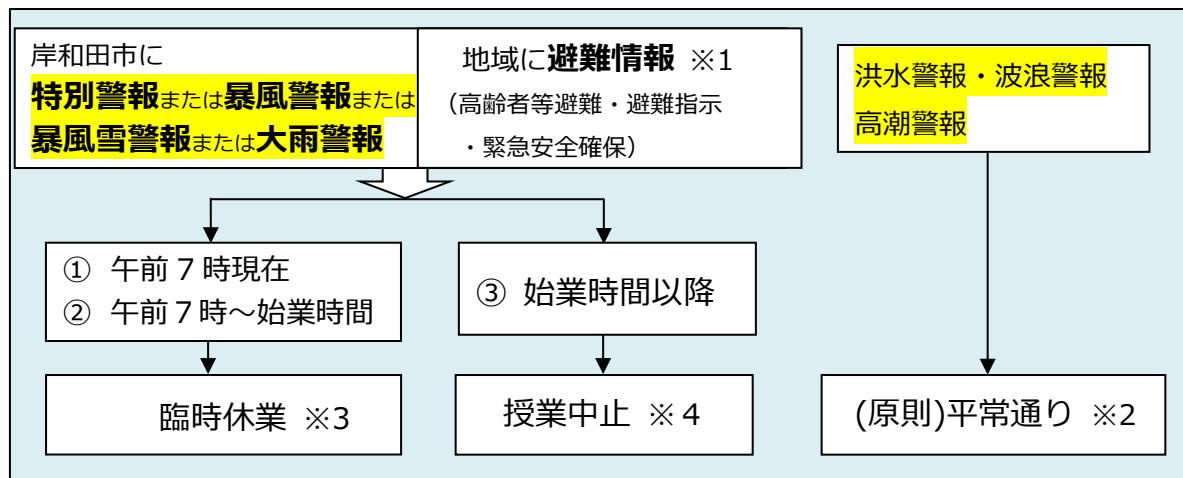 岸和田市に
特別警報または暴風警報または
暴風雪警報または大雨警報
地域に避難情報 ※1
（高齢者等避難・避難指示
・緊急安全確保）
洪水警報・波浪警報
高潮警報
① 午前７時現在
② 午前７時～始業時間
③ 始業時間以降
臨時休業 ※3
授業中止 ※４
(原則)平常通り ※2